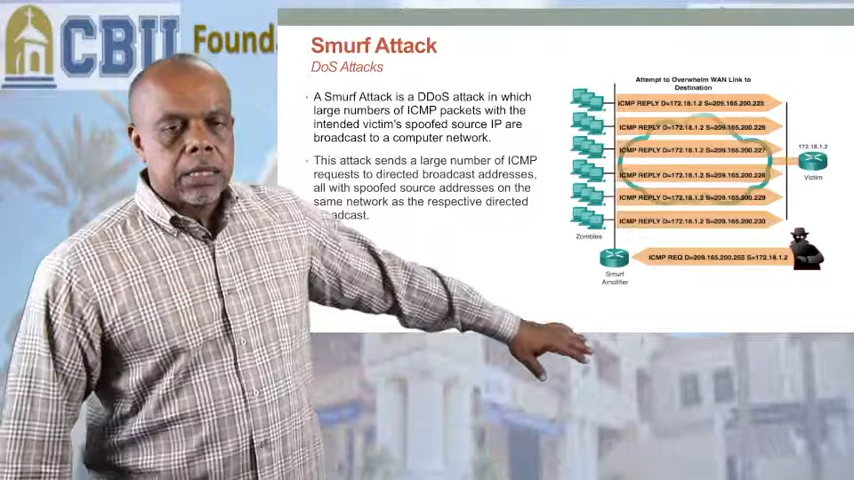 CBU
Founda
Smurf Attack
DoS Attacks
A Smurf Attack is a DDoS attack in which
large numbers of ICMP packets with the
intended victim's spoofed source IP are
broadcast to a computer network.
This attack sends a large number of ICMP
requests to directed broadcast addresses,
all with spoofed source addresses on the
same network as the respective directed
adcast.
Attempt to Overwhelm WAN Link to
Destination
ICMP REPLY D=172.18.1.2 S=209.165.200.225
ICMP REPLY D=172.18.1.2 S=209.165.200.226
ICMP REPLY D=172.18.1.2 S=209.165.200.227
ICMP REPLY D=172.18.1.2 S=209.165.200.228
ICMP REPLY D=172.18.1.2 S=209.165.200.229
ICMP REPLY D=172.18.1.2 S=209.165.200.230
172.18.1.2
Victim
Zombies
ICMP REQ D=209.165.200.255 S=172.18.1.2
Smurf
Amplifier